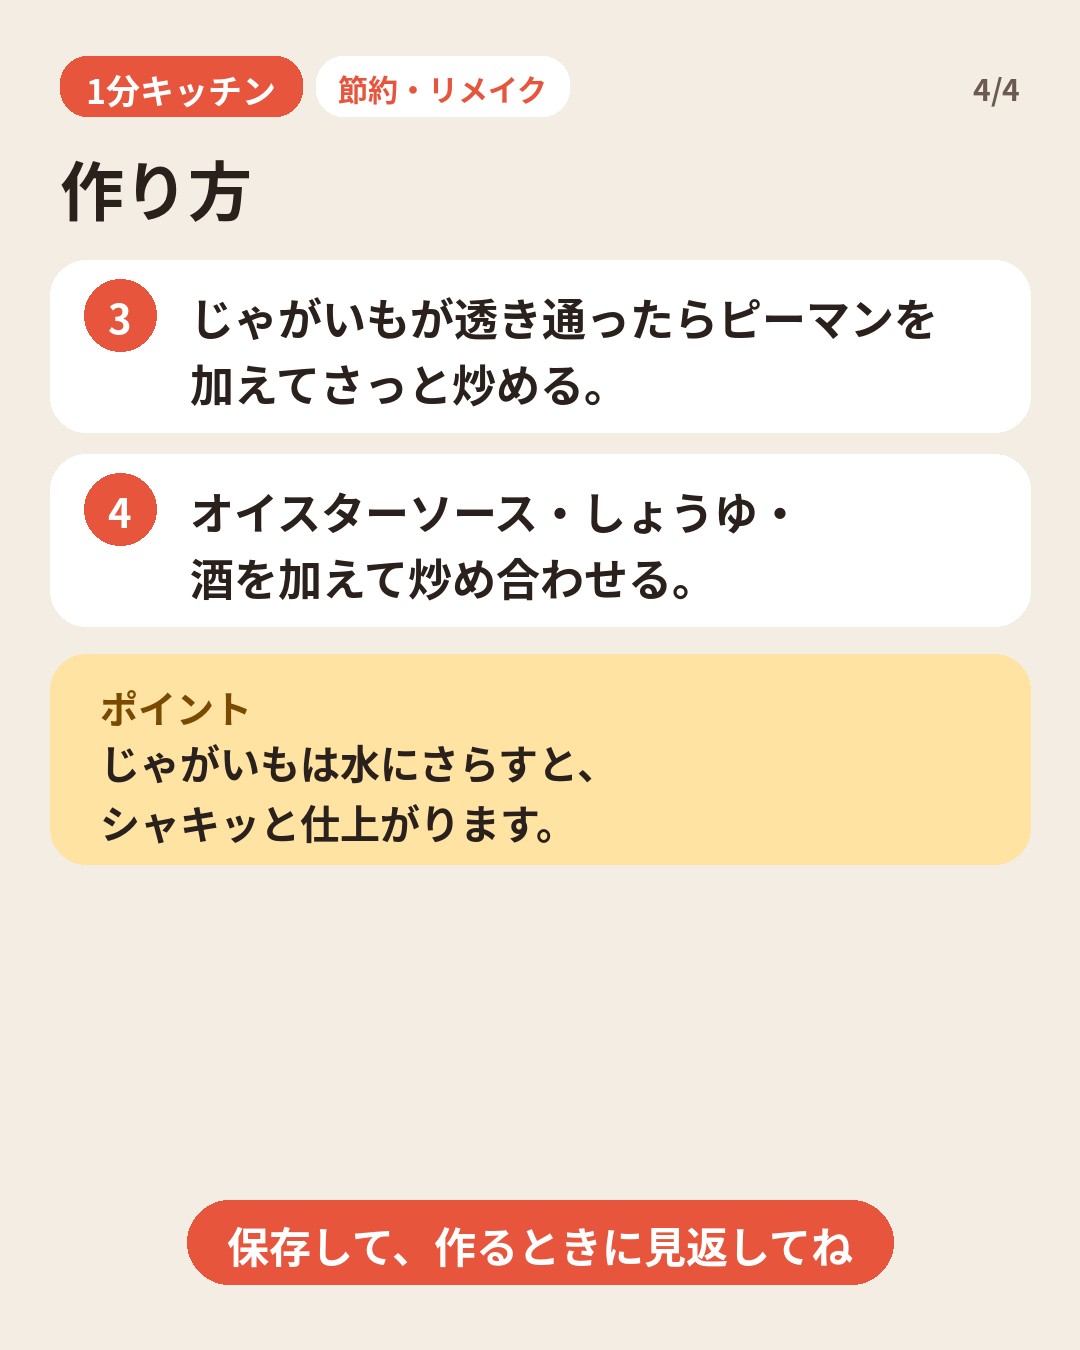 1分キッチン 節約・リメイク 4/4
作り方
3 じゃがいもが透き通ったらピーマンを
加えてさっと炒める。
4 オイスターソース・しょうゆ・
酒を加えて炒め合わせる。
ポイント
じゃがいもは水にさらすと、
シャキッと仕上がります。
保存して、作るときに見返してね